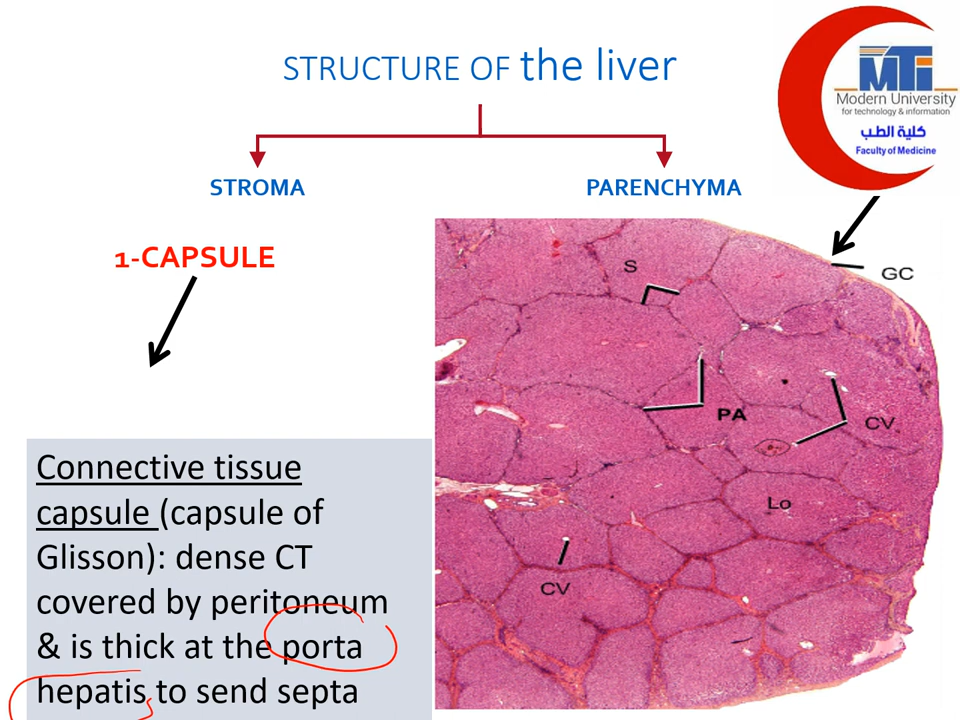 STRUCTURE OF the liver
MTi
Modern University
for technology & information
كلية الطب
Faculty of Medicine
STROMA
PARENCHYMA
1-CAPSULE
S
GC
PA
CV
Lo
CV
Connective tissue
capsule (capsule of
Glisson): dense CT
covered by peritoneum
& is thick at the porta
hepatis to send septa